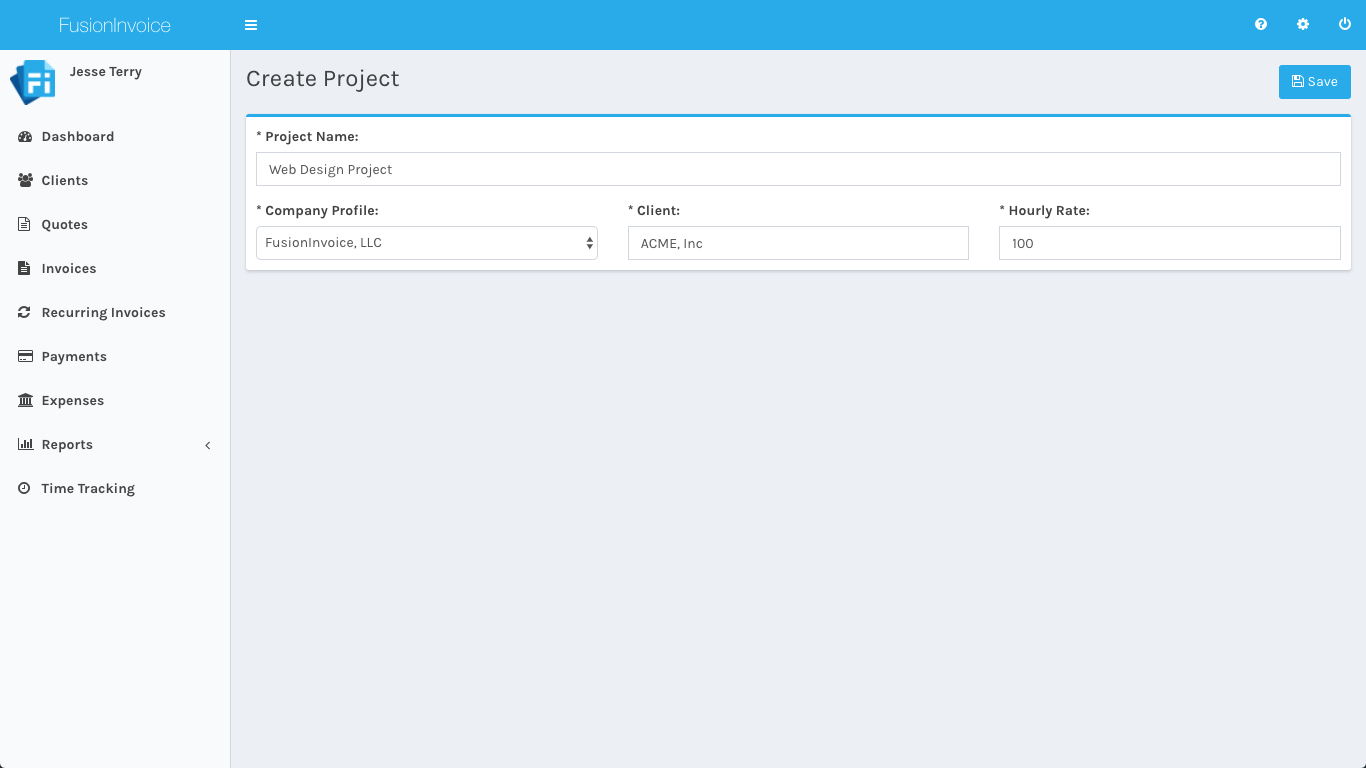 FusionInvoice
Fi
Jesse Terry
Dashboard
Clients
Quotes
Invoices
Recurring Invoices
Payments
Expenses
Reports
Time Tracking
Create Project
Save
* Project Name:
Web Design Project
* Company Profile:
* Client:
* Hourly Rate:
FusionInvoice, LLC
ACME, Inc
100